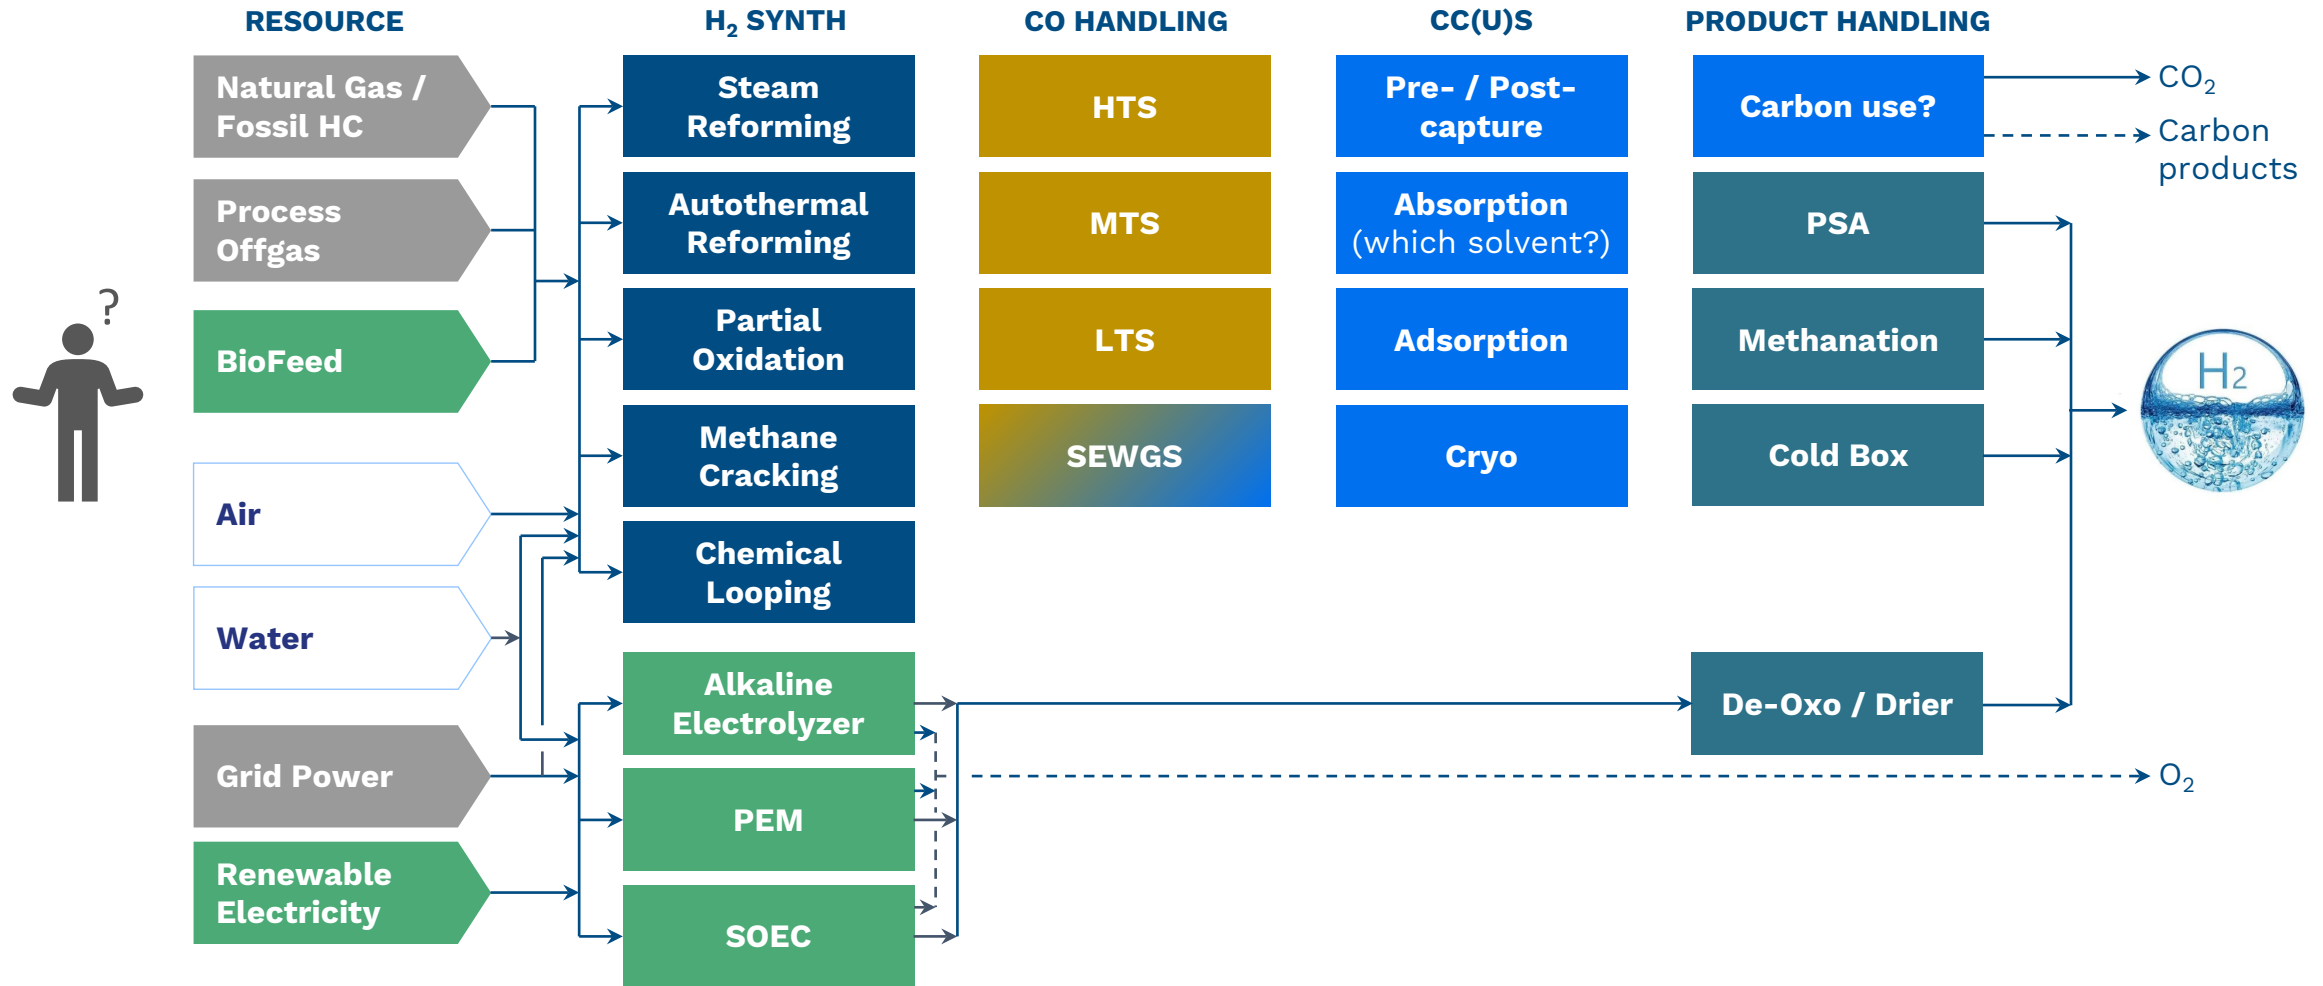 RESOURCE
Natural Gas /
Fossil HC
Process
Offgas
BioFeed
Air
Water
Grid Power
Renewable
Electricity
?
H₂ SYNTH
Steam
Reforming
Autothermal
Reforming
Partial
Oxidation
Methane
Cracking
Chemical
Looping
Alkaline
Electrolyzer
PEM
SOEC
CO HANDLING
HTS
MTS
LTS
SEWGS
CC(U)S
Pre- / Post-
capture
Absorption
(which solvent?)
Adsorption
Cryo
PRODUCT HANDLING
Carbon use?
PSA
Methanation
Cold Box
De-Oxo / Drier
CO₂
Carbon
products
H₂
O₂